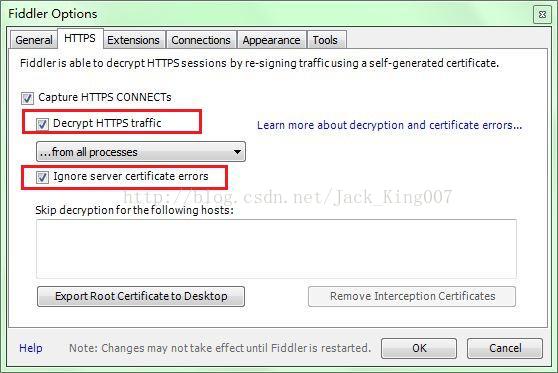 Fiddler Options
General HTTPS Extensions Connections Appearance Tools
Fiddler is able to decrypt HTTPS sessions by re-signing traffic using a self-generated certificate.
Capture HTTPS CONNECTs
Decrypt HTTPS traffic
Learn more about decryption and certificate errors...
...from all processes
Ignore server certificate errors
http://blog.csdn.net/Jack_King007
Skip decryption for the following hosts:
Export Root Certificate to Desktop Remove Interception Certificates
Help Note: Changes may not take effect until Fiddler is restarted. OK Cancel